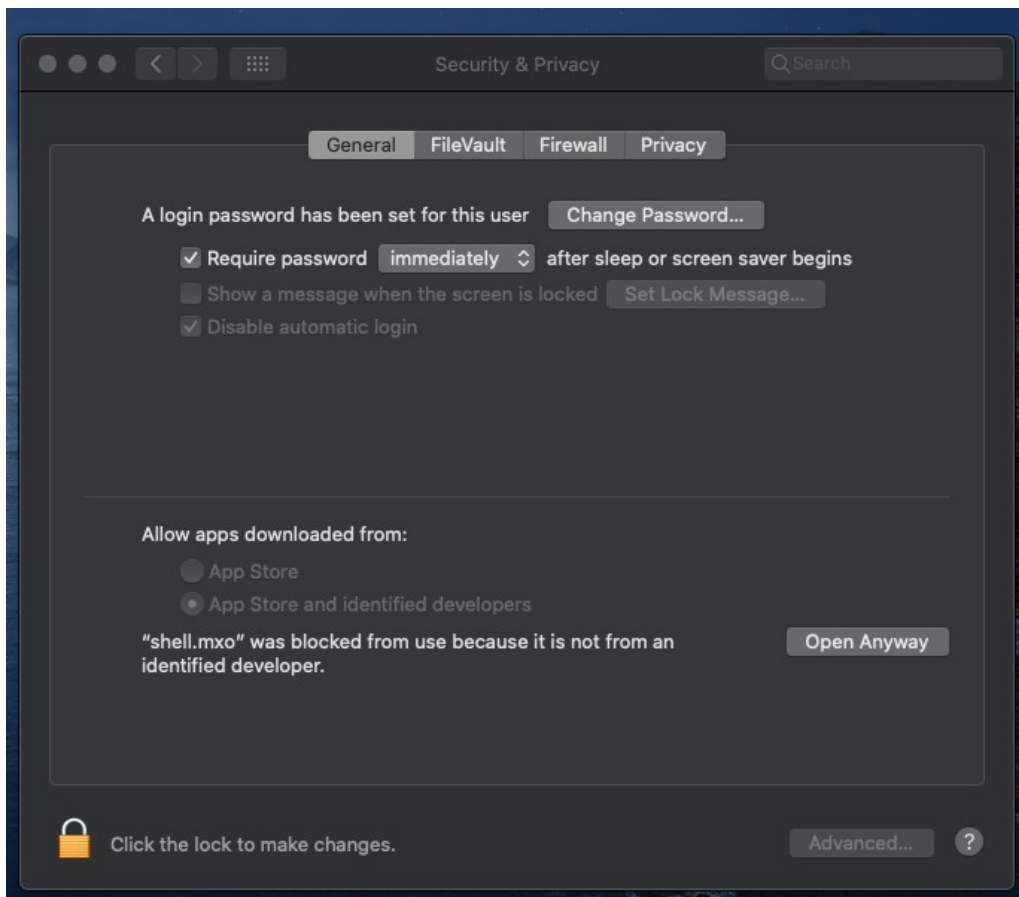 Security & Privacy
Search
General FileVault Firewall Privacy
A login password has been set for this user Change Password...
Require password immediately after sleep or screen saver begins
Show a message when the screen is locked Set Lock Message...
Disable automatic login
Allow apps downloaded from:
App Store
App Store and identified developers
“shell.mxo” was blocked from use because it is not from an
identified developer.
Open Anyway
Click the lock to make changes.
Advanced...
?